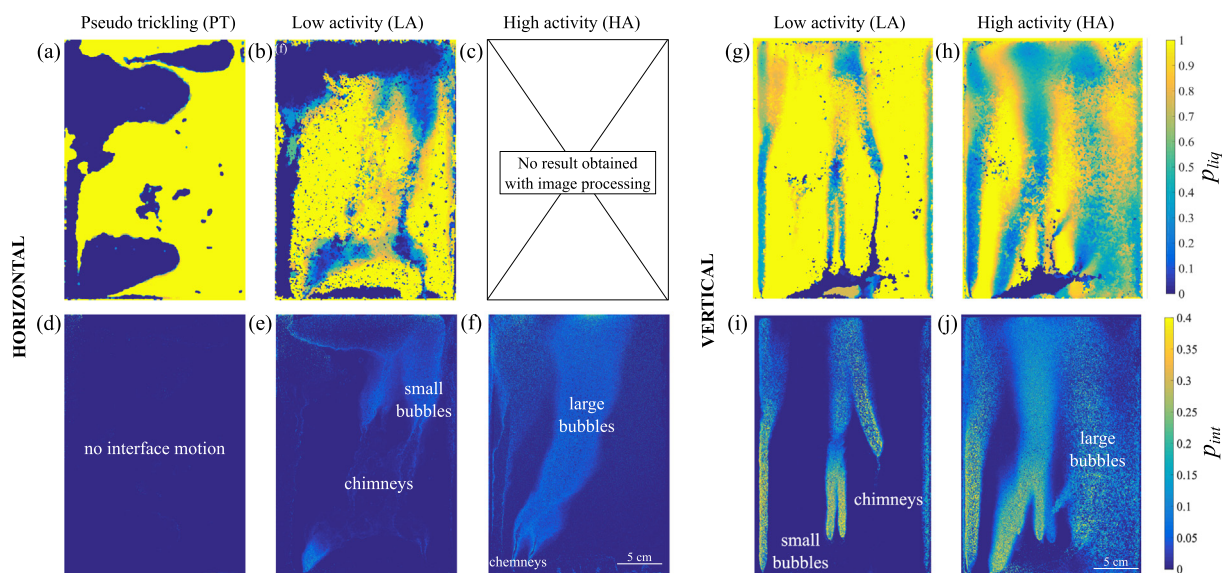 Pseudo trickling (PT)
Low activity (LA)
High activity (HA)
Low activity (LA)
High activity (HA)
(a)
(b)
f)
(c)
(g)
(h)
No result obtained
with image processing
1
0.9
0.8
0.7
0.6
0.5
0.4
0.3
0.2
0.1
0
pliq
HORIZONTAL
VERTICAL
(d)
(e)
(f)
(i)
(j)
no interface motion
small
bubbles
chimneys
large
bubbles
chemneys
5 cm
chimneys
small
bubbles
large
bubbles
5 cm
0.4
0.35
0.3
0.25
0.2
0.15
0.1
0.05
0
pint